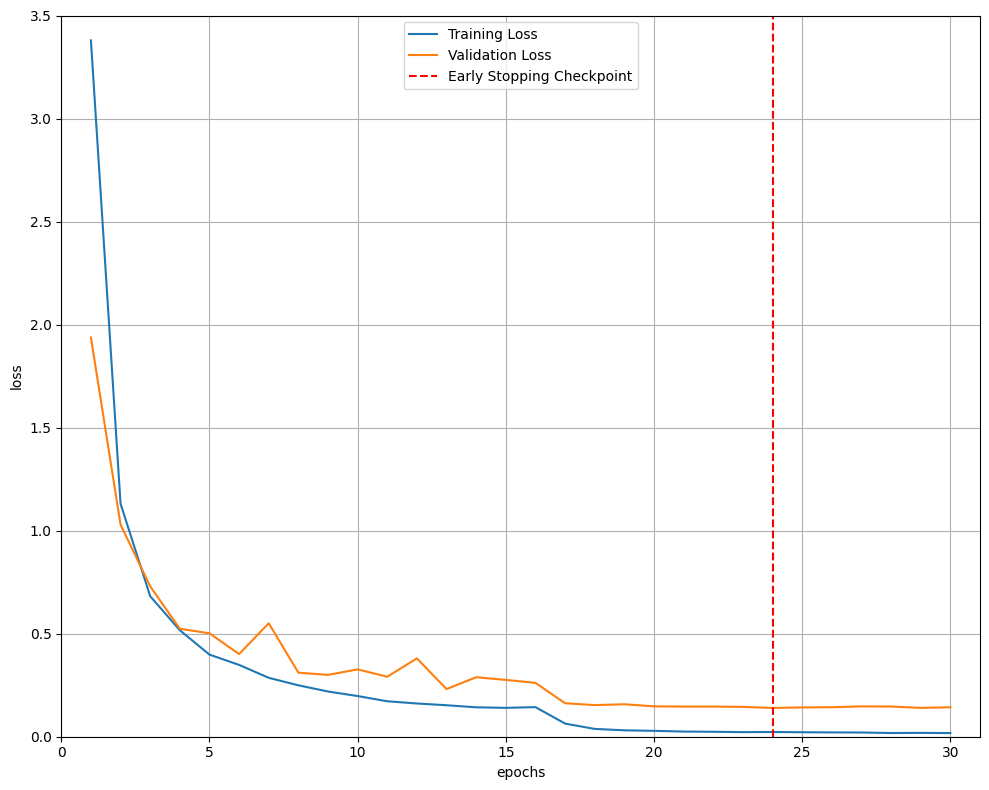 Training Loss
Validation Loss
Early Stopping Checkpoint
3.5
3.0
2.5
2.0
1.5
1.0
0.5
0.0
loss
0 5 10 15 20 25 30
epochs